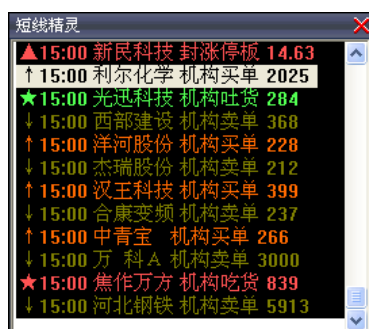 短线精灵
▲15:00 新民科技 封涨停板 14.63
↑15:00 利尔化学 机构买单 2025
★15:00 光迅科技 机构吐货 284
↓15:00 西部建设 机构卖单 368
↑15:00 洋河股份 机构买单 228
↓15:00 杰瑞股份 机构卖单 212
↑15:00 汉王科技 机构买单 399
↓15:00 合康变频 机构卖单 237
↑15:00 中青宝 机构买单 266
↓15:00 万 科A 机构卖单 3000
★15:00 焦作万方 机构吃货 839
↓15:00 河北钢铁 机构卖单 5913